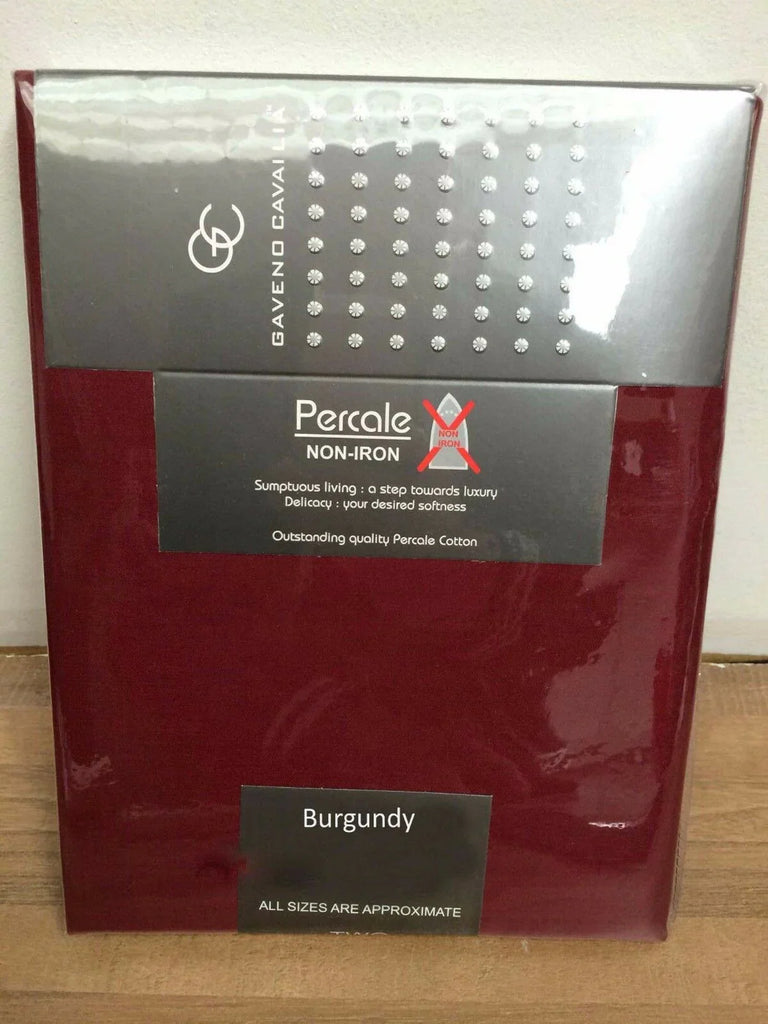 GC
GAVENO CAVAILIA
Percale
NON-IRON
NON
IRON
Sumptuous living : a step towards luxury
Delicacy : your desired softness
Outstanding quality Percale Cotton
Burgundy
ALL SIZES ARE APPROXIMATE